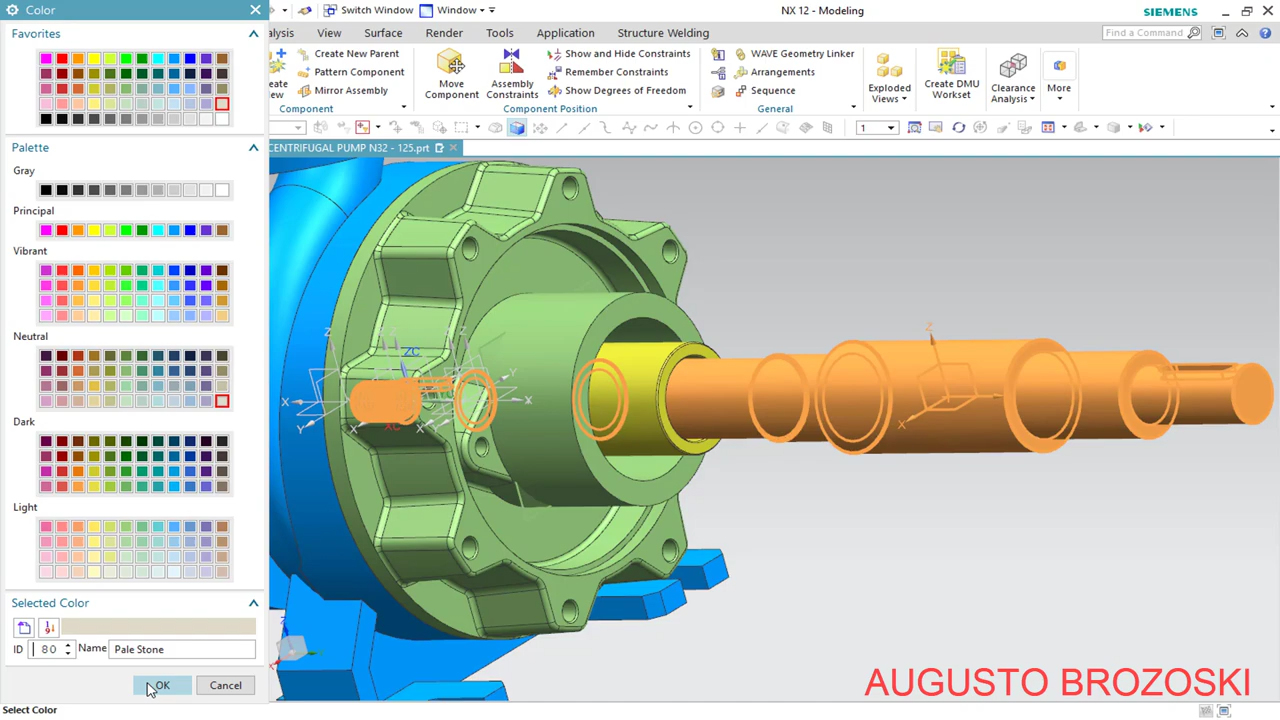 Color
Switch Window
Window
NX 12 - Modeling
SIEMENS
Favorites
alysis
View
Surface
Render
Tools
Application
Structure Welding
Find a Command
Create New Parent
Pattern Component
Mirror Assembly
Component
Move
Component
Assembly
Constraints
Show and Hide Constraints
Remember Constraints
Show Degrees of Freedom
Component Position
WAVE Geometry Linker
Arrangements
Sequence
General
Exploded
Views
Create DMU
Workset
Clearance
Analysis
More
1
CENTRIFUGAL PUMP N32 - 125.prt
Palette
Gray
Principal
Vibrant
Neutral
Dark
Light
Selected Color
ID
80
Name
Pale Stone
OK
Cancel
Select Color
Z
Z
Z
Z
ZC
Y
X
X
Y
X
XC
X
Y
Z
X
AUGUSTO BROZOSKI